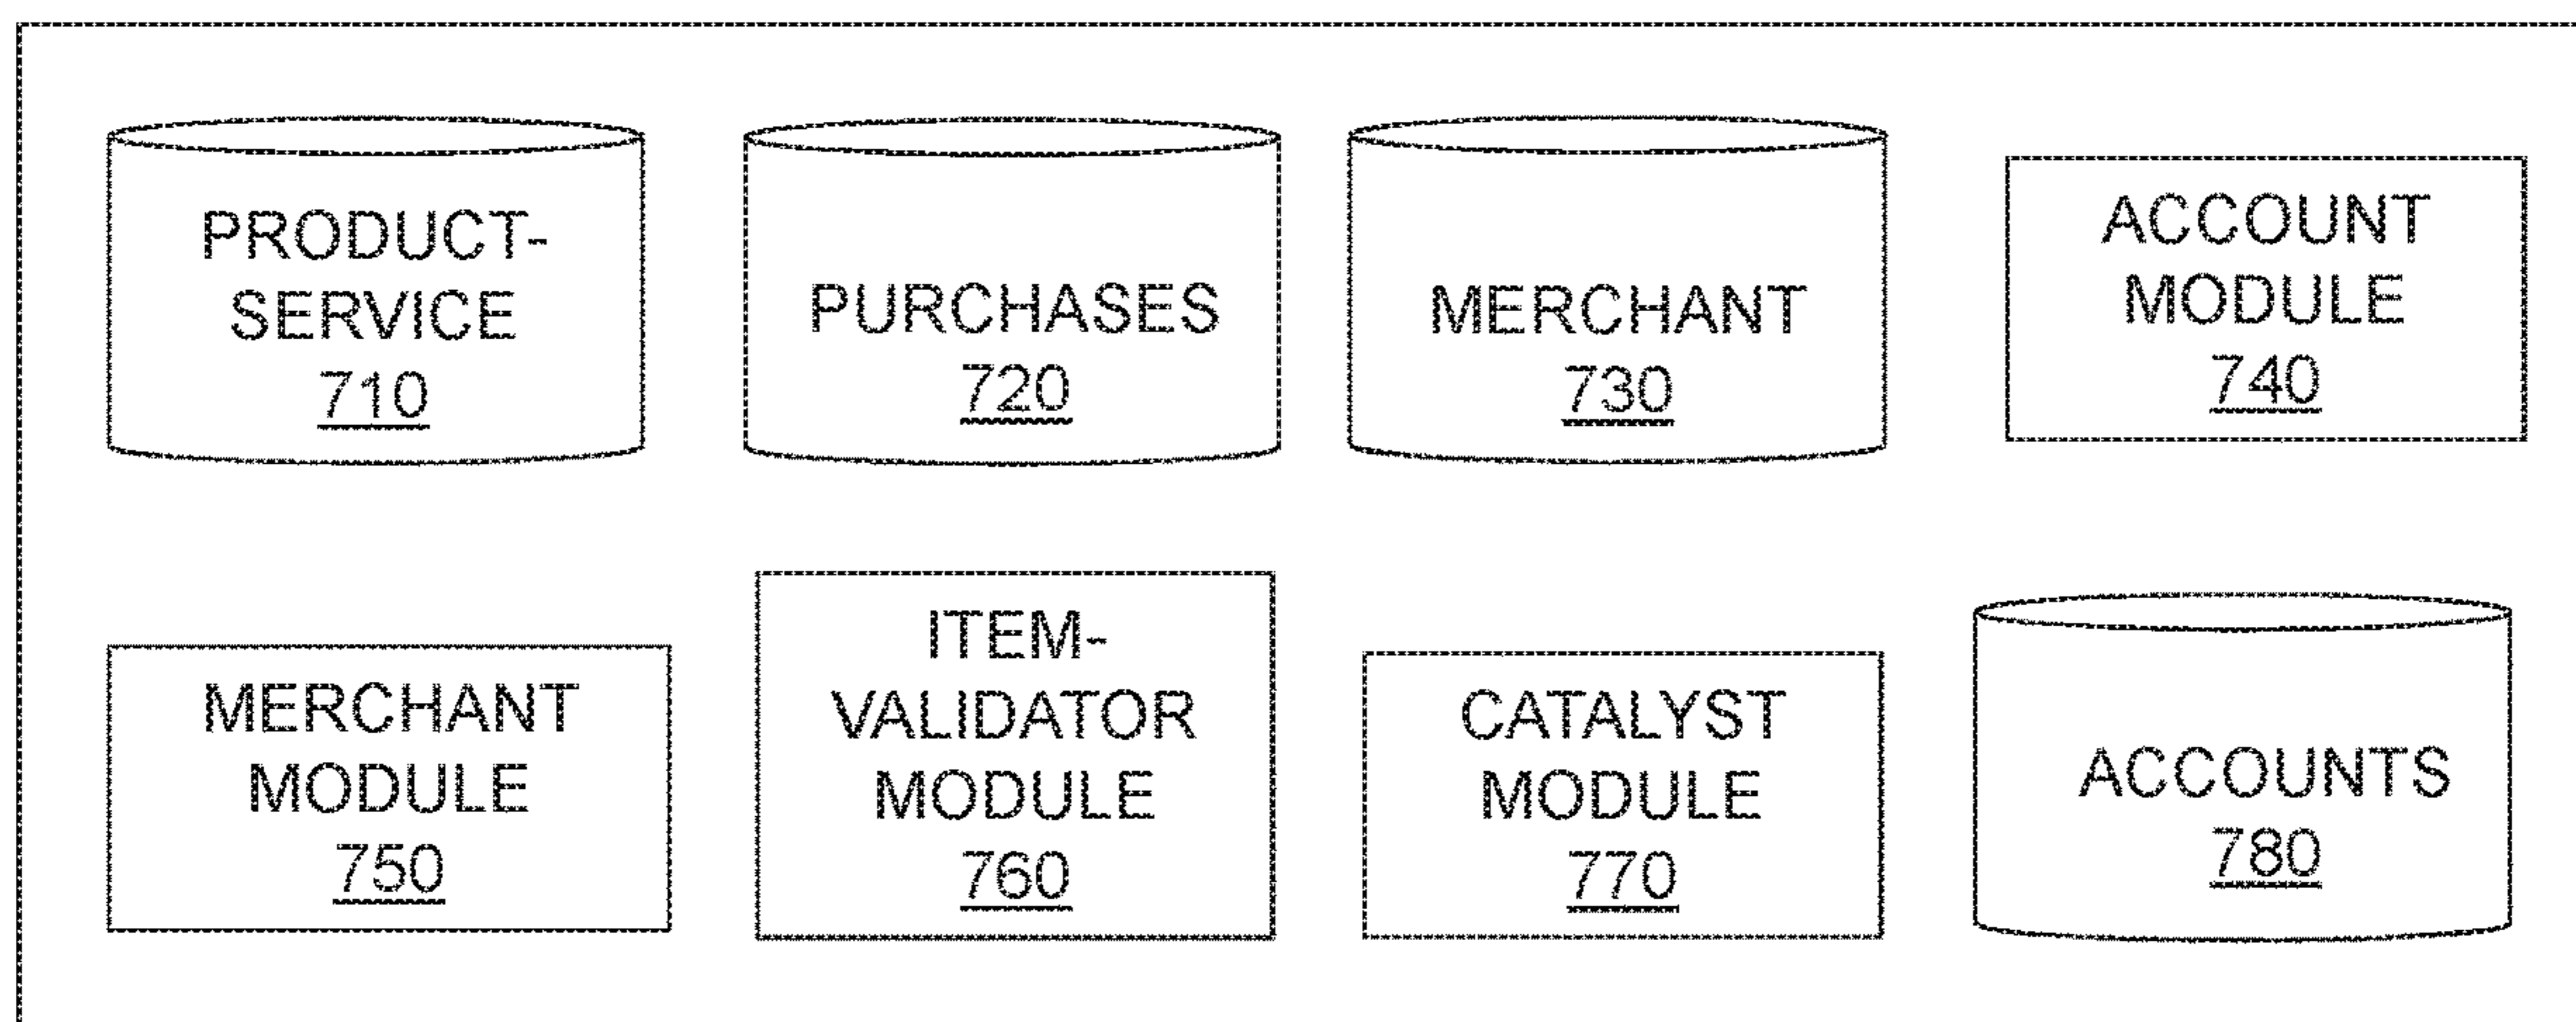 PRODUCT-
SERVICE
710
PURCHASES
720
MERCHANT
730
ACCOUNT
MODULE
740
MERCHANT
MODULE
750
ITEM-
VALIDATOR
MODULE
760
CATALYST
MODULE
770
ACCOUNTS
780